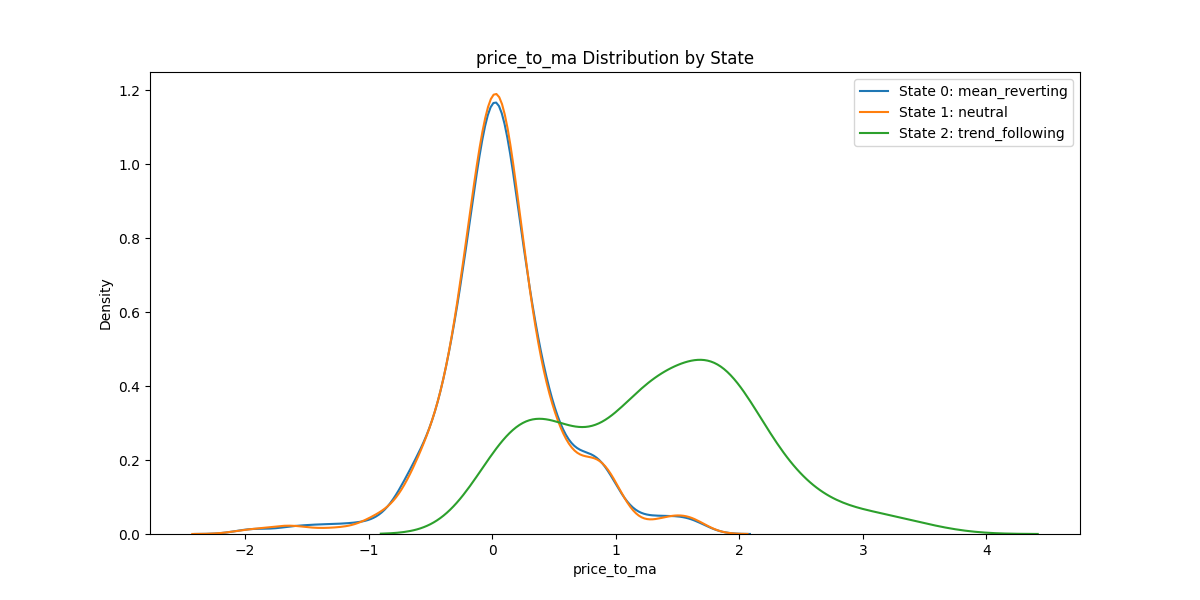 price_to_ma Distribution by State
State 0: mean_reverting
State 1: neutral
State 2: trend_following
1.2
1.0
0.8
0.6
0.4
0.2
0.0
Density
−2
−1
0
1
2
3
4
price_to_ma